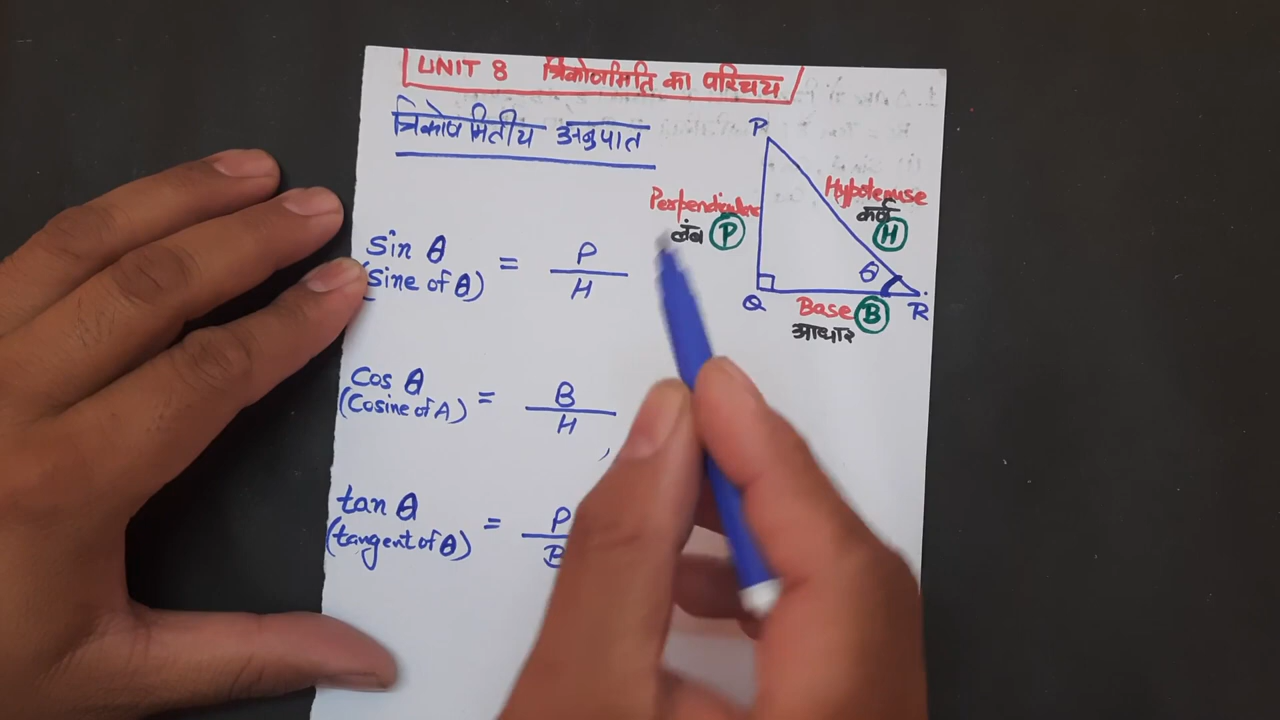 UNIT 8 त्रिकोणमिति का परिचय
त्रिकोणमितीय अनुपात
P
Perpendicular
लंब P
Hypotenuse
कर्ण
H
θ
Q
Base B
R
आधार
sin θ
(Sine of θ)
= P
H
Cos θ
(Cosine of A)
= B
H
,
tan θ
(tangent of θ)
= P
B